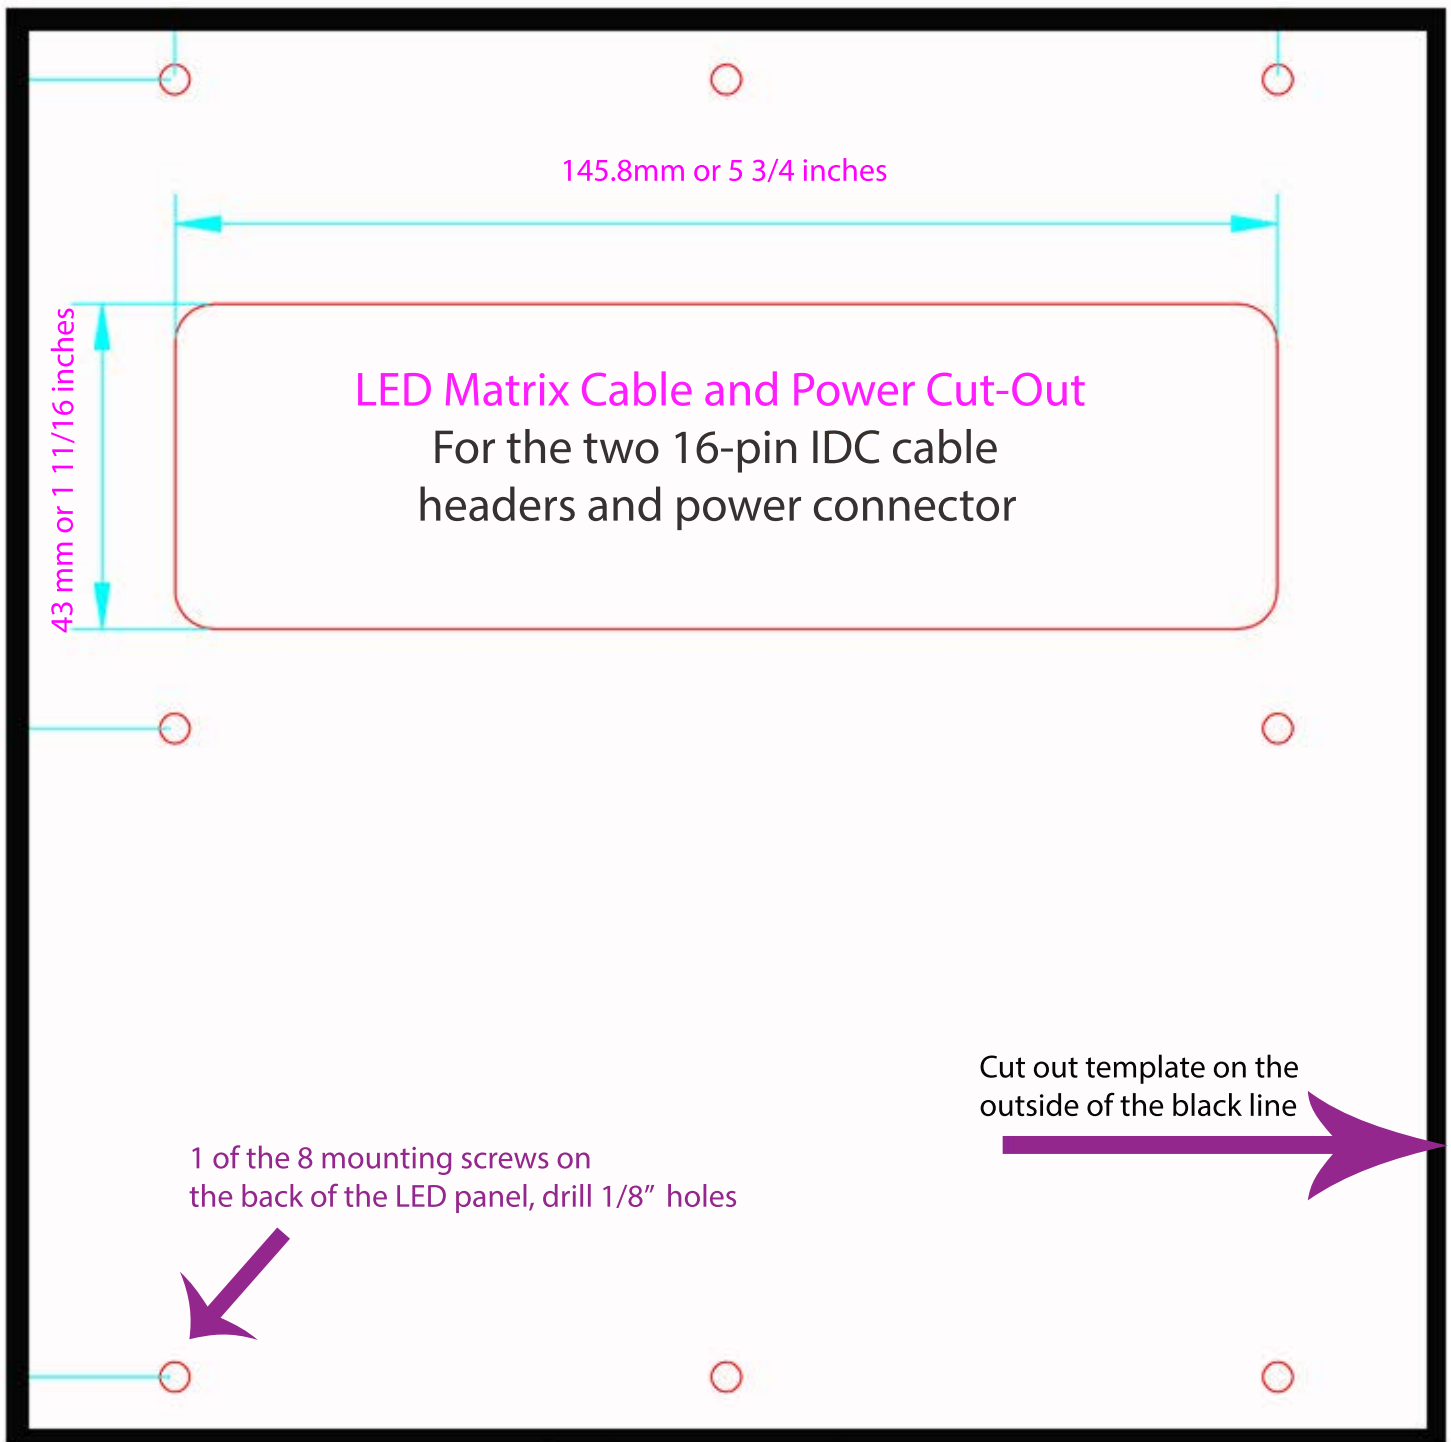 145.8mm or 5 3/4 inches
43 mm or 1 11/16 inches
LED Matrix Cable and Power Cut-Out
For the two 16-pin IDC cable
headers and power connector
Cut out template on the
outside of the black line
1 of the 8 mounting screws on
the back of the LED panel, drill 1/8” holes